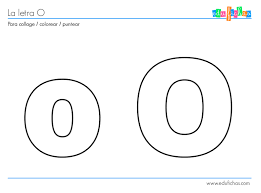 La letra O
Para collage / colorear / puntear
o O
www.edufichas.com